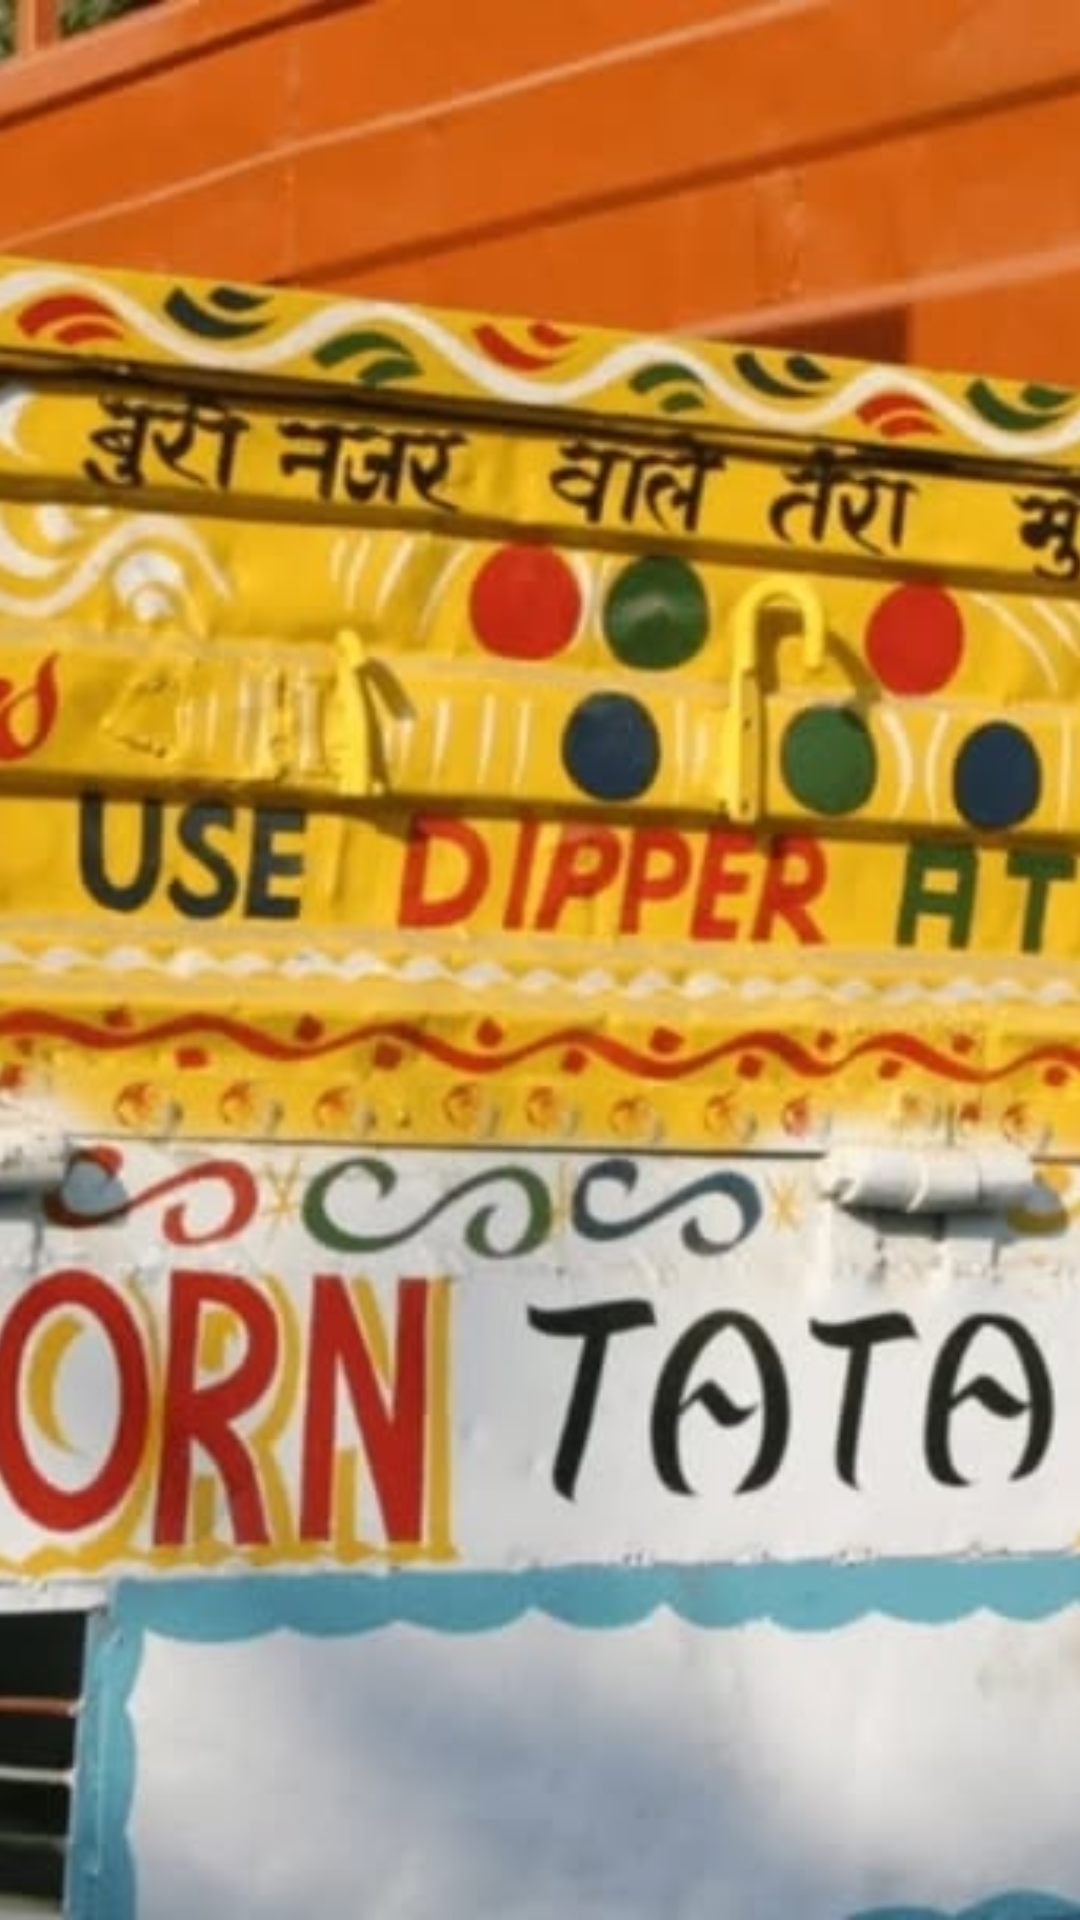 बुरी नजर वाले तेरा मु
USE DIPPER AT
ORN TATA